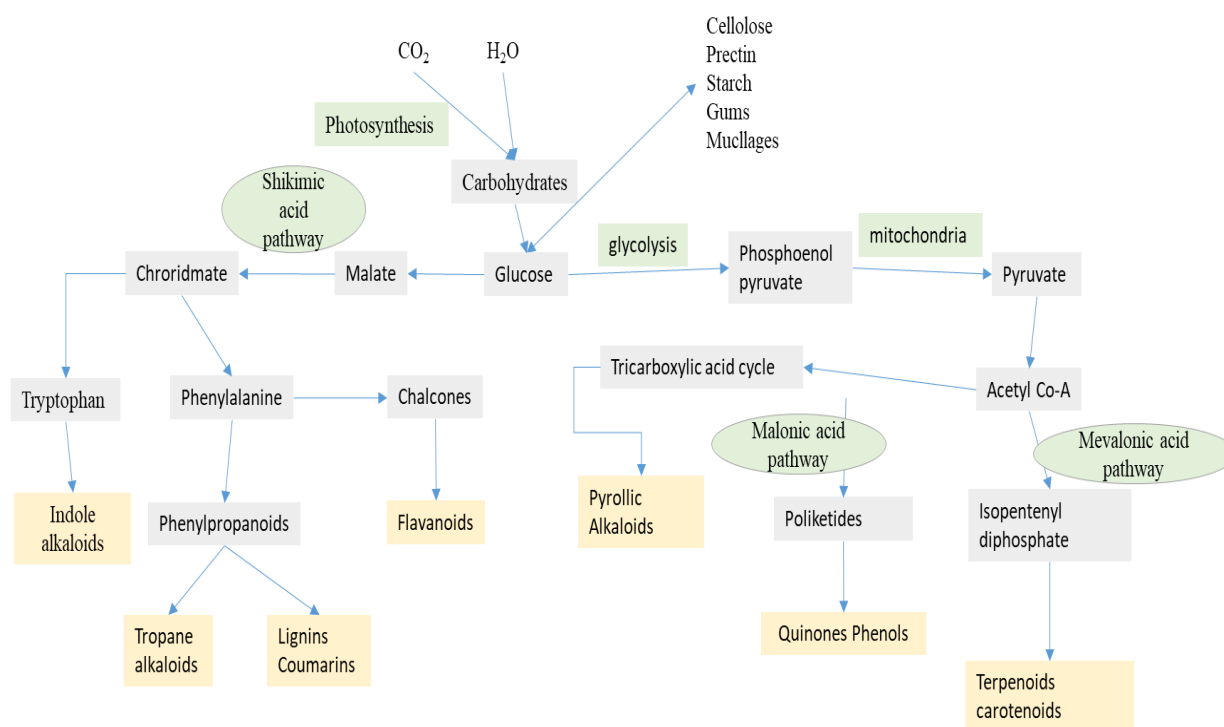 Cellolose
Prectin
Starch
Gums
Mucllages
CO₂
H₂O
Photosynthesis
Carbohydrates
Shikimic
acid
pathway
glycolysis
mitochondria
Chroridmate
Malate
Glucose
Phosphoenol
pyruvate
Pyruvate
Tricarboxylic acid cycle
Acetyl Co-A
Tryptophan
Phenylalanine
Chalcones
Malonic acid
pathway
Mevalonic acid
pathway
Indole
alkaloids
Phenylpropanoids
Flavanoids
Pyrollic
Alkaloids
Poliketides
Isopentenyl
diphosphate
Tropane
alkaloids
Lignins
Coumarins
Quinones Phenols
Terpenoids
carotenoids